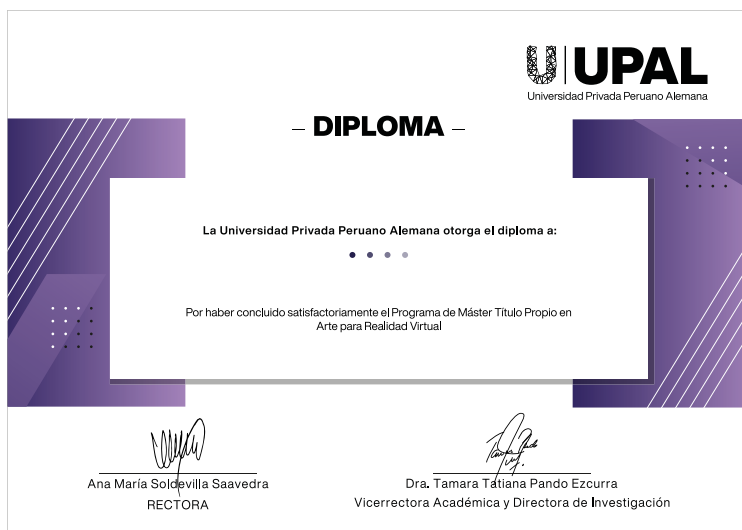 UPAL
Universidad Privada Peruano Alemana
– DIPLOMA –
La Universidad Privada Peruano Alemana otorga el diploma a:
Por haber concluido satisfactoriamente el Programa de Máster Título Propio en
Arte para Realidad Virtual
Ana María Soldevilla Saavedra
RECTORA
Dra. Tamara Tatiana Pando Ezcurra
Vicerrectora Académica y Directora de Investigación